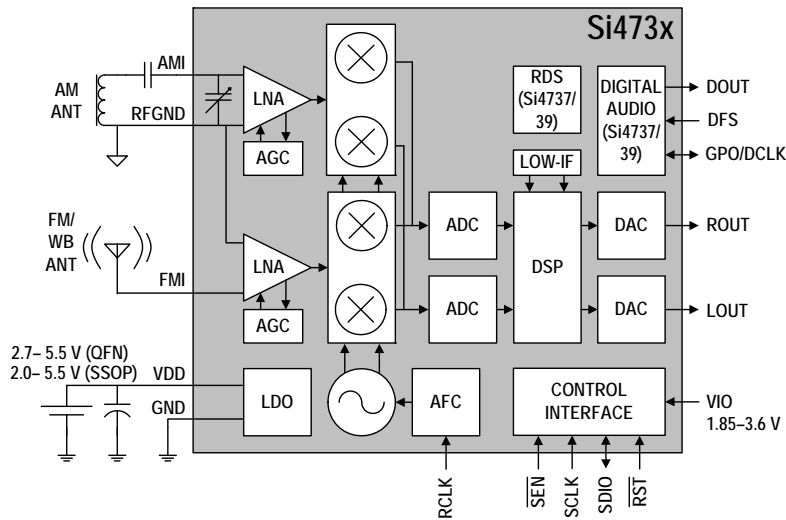 Si473x
AMI
AM
ANT
RFGND
LNA
AGC
RDS
(Si4737/
39)
DIGITAL
AUDIO
(Si4737/
39)
DOUT
DFS
GPO/DCLK
LOW-IF
FM/
WB
ANT
FMI
LNA
AGC
ADC
ADC
DSP
DAC
DAC
ROUT
LOUT
2.7– 5.5 V (QFN)
2.0– 5.5 V (SSOP)
VDD
GND
LDO
AFC
CONTROL
INTERFACE
VIO
1.85–3.6 V
RCLK
SEN
SCLK
SDIO
RST